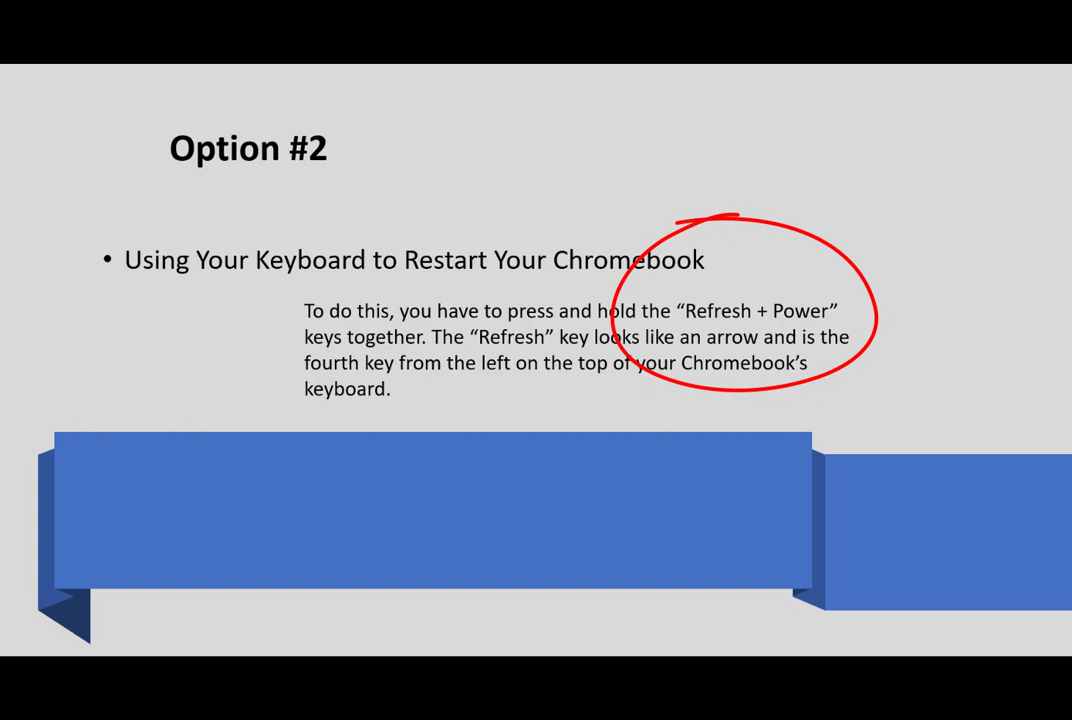 Option #2
• Using Your Keyboard to Restart Your Chromebook
To do this, you have to press and hold the “Refresh + Power”
keys together. The “Refresh” key looks like an arrow and is the
fourth key from the left on the top of your Chromebook’s
keyboard.